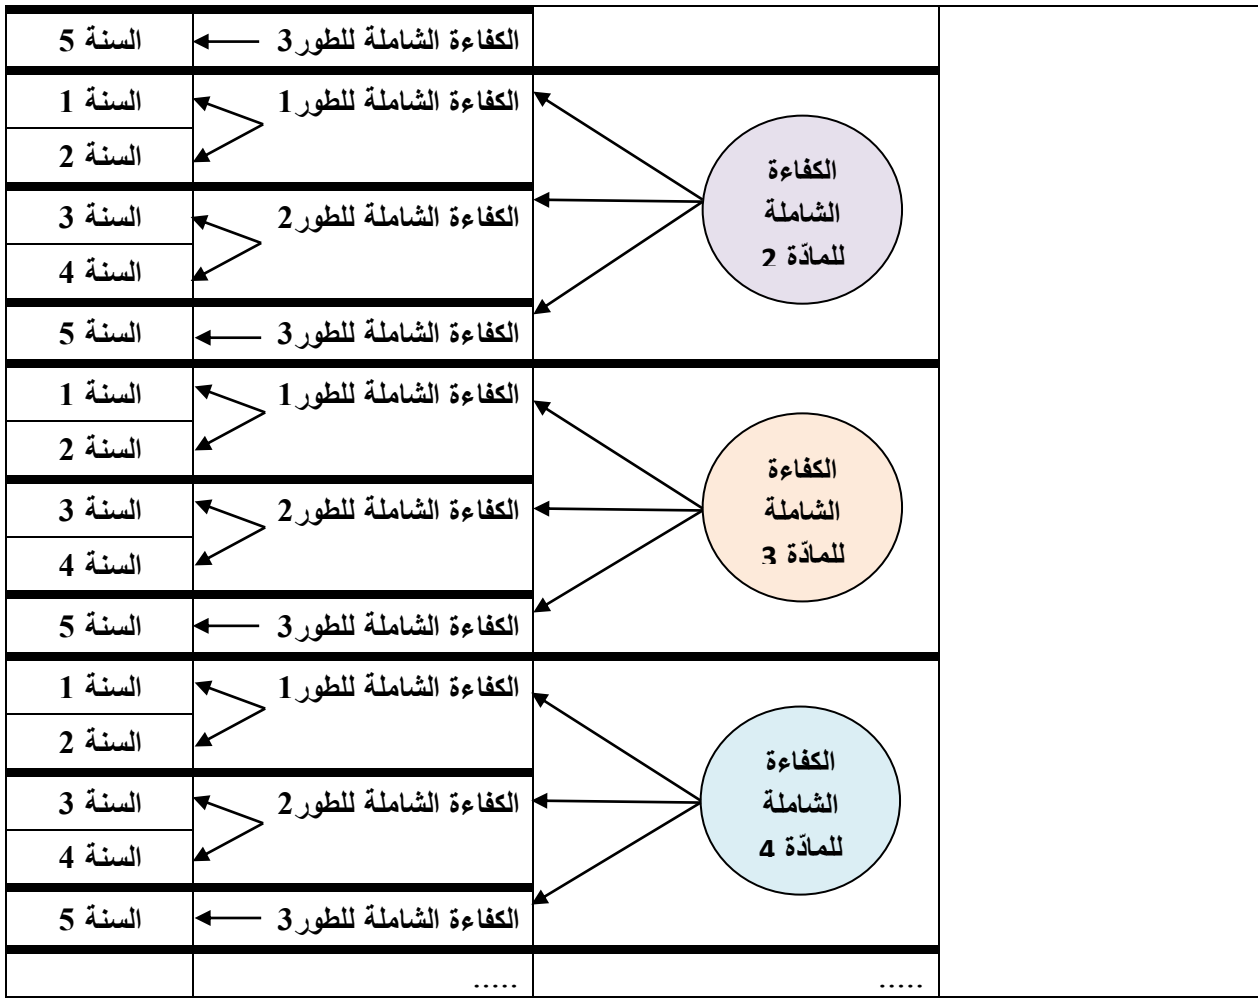 الكفاءة الشاملة للطور3
السنة 5
الكفاءة
الشاملة
للمادّة 2
الكفاءة الشاملة للطور1
السنة 1
السنة 2
الكفاءة الشاملة للطور2
السنة 3
السنة 4
الكفاءة الشاملة للطور3
السنة 5
الكفاءة
الشاملة
للمادّة 3
الكفاءة الشاملة للطور1
السنة 1
السنة 2
الكفاءة الشاملة للطور2
السنة 3
السنة 4
الكفاءة الشاملة للطور3
السنة 5
الكفاءة
الشاملة
للمادّة 4
الكفاءة الشاملة للطور1
السنة 1
السنة 2
الكفاءة الشاملة للطور2
السنة 3
السنة 4
الكفاءة الشاملة للطور3
السنة 5
.....
.....